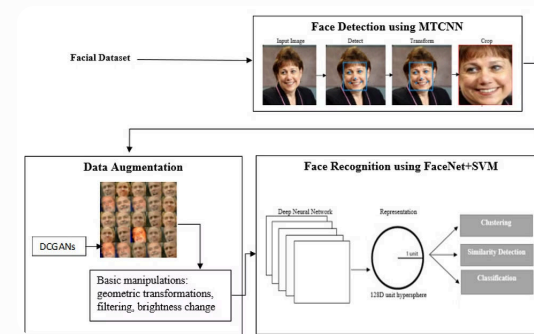 Face Detection using MTCNN
Input Image
Detect
Transform
Crop
Facial Dataset
Data Augmentation
DCGANs
Basic manipulations:
geometric transformations,
filtering, brightness change
Face Recognition using FaceNet+SVM
Deep Neural Network
Representation
1 unit
128D unit hypersphere
Clustering
Similarity Detection
Classification